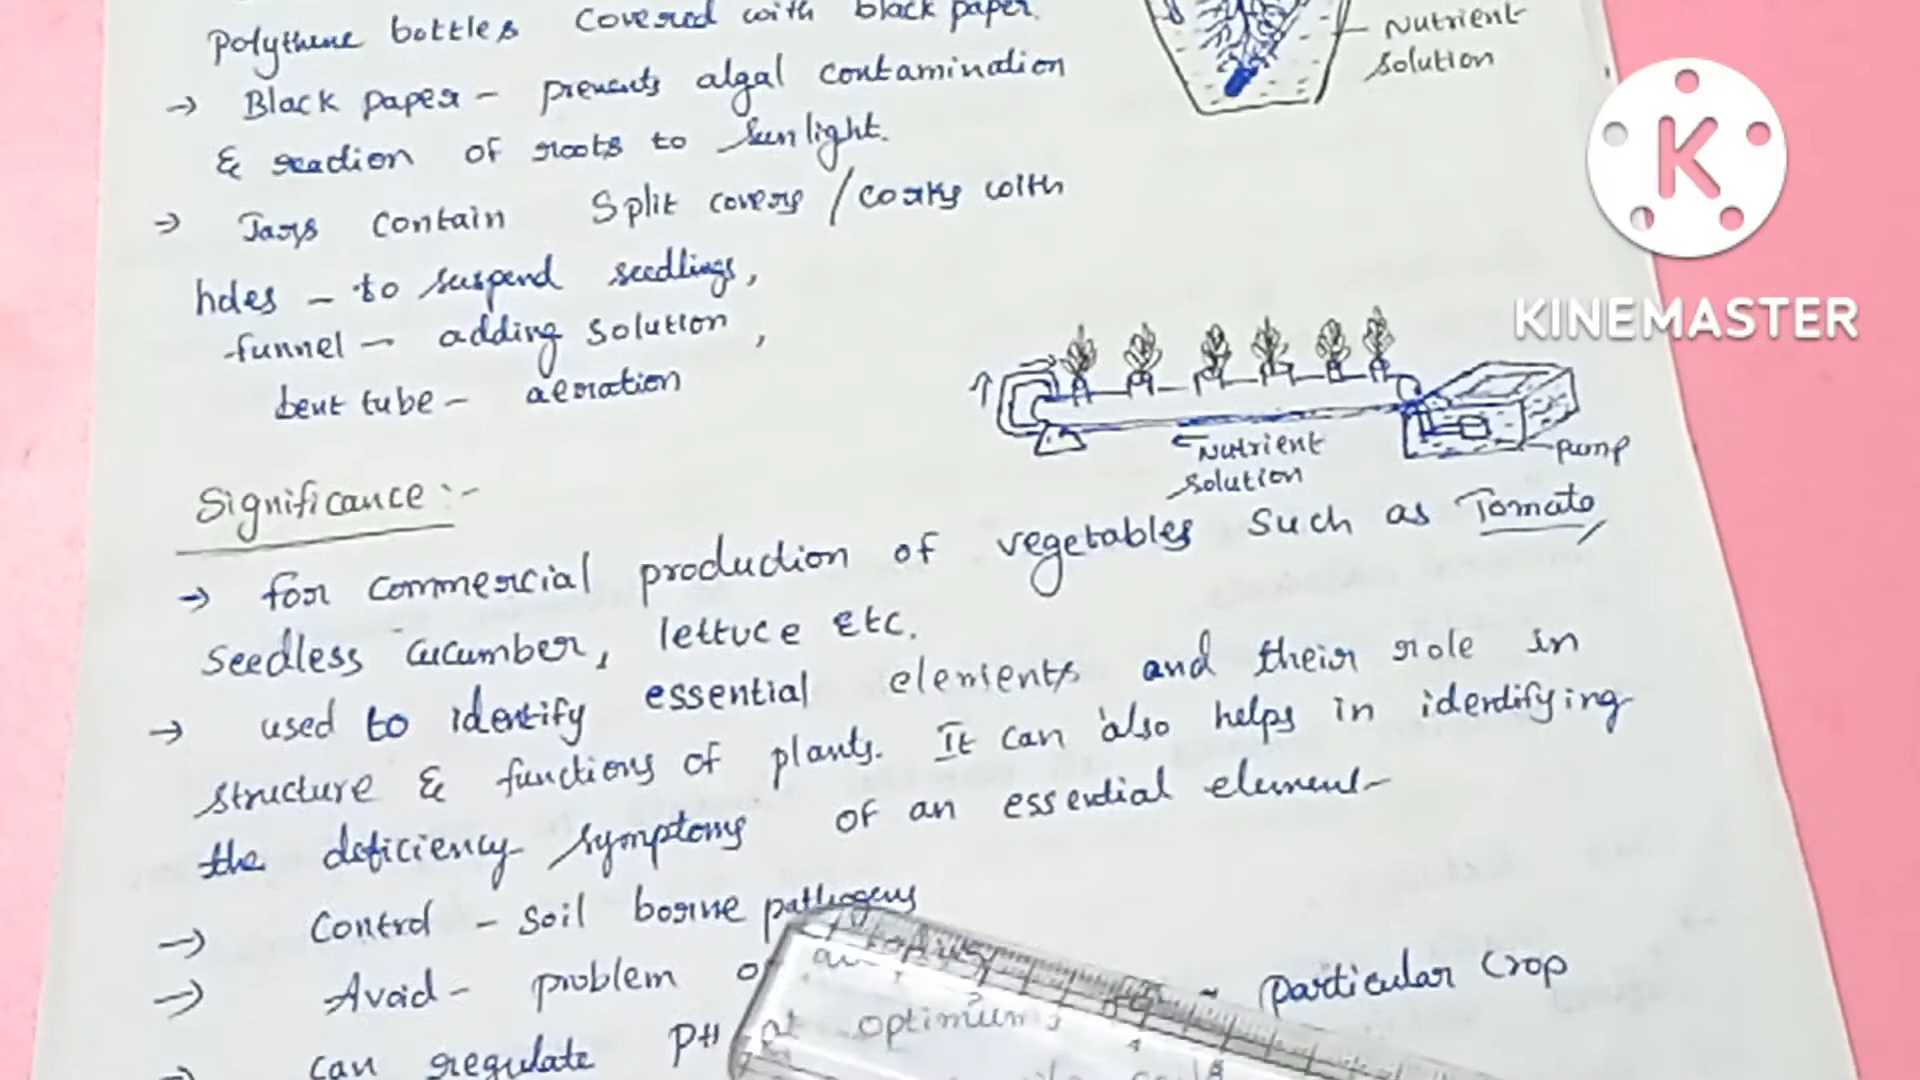 Polythene bottles covered with black paper.
→ Black paper - prevents algal contamination
& reaction of roots to sunlight.
→ Jars contain split covers / corks with
holes - to suspend seedlings,
funnel - adding solution,
bent tube - aeration
Nutrient
solution
K
KINEMASTER
←Nutrient
solution
pump
Significance :-
→ for commercial production of vegetables such as Tomato,
seedless cucumber, lettuce etc.
→ used to identify essential elements and their role in
structure & functions of plants. It can also helps in identifying
the deficiency symptoms of an essential element
→ Control - soil borne pathogens
→ Avoid - problem - particular crop
→ can regulate PH at optimum